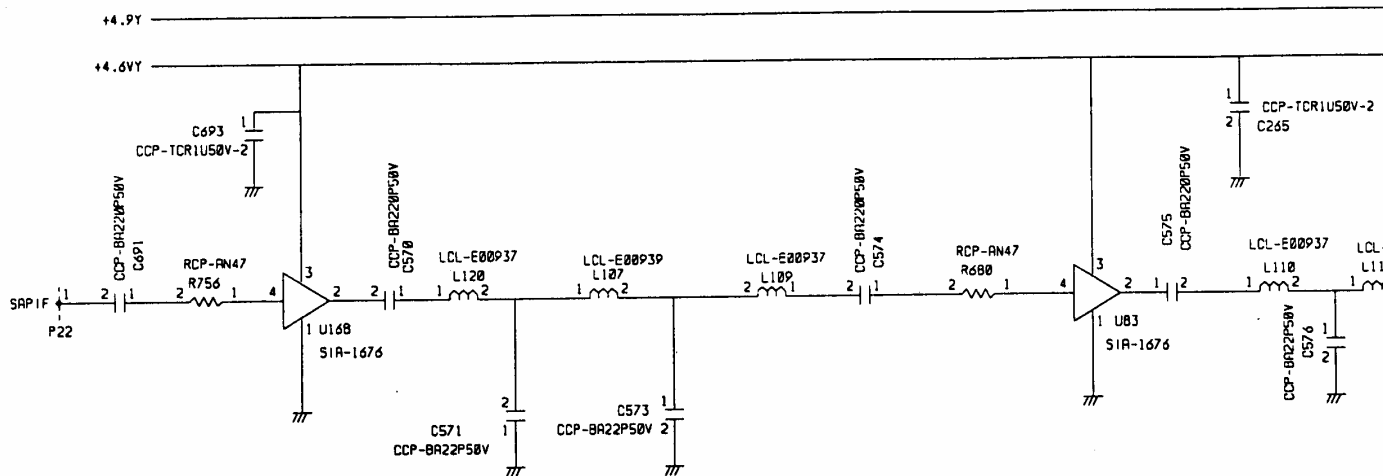 +4.9Y
+4.6VY
C693
CCP-TCR1U50V-2
1
1
2
CCP-TCR1U50V-2
C265
CCP-BA220P50V
C691
RCP-AN47
R756
3
CCP-BA220P50V
C570
LCL-E00937
L120
LCL-E00939
L107
LCL-E00937
L109
CCP-BA220P50V
C574
RCP-AN47
R680
3
C575
CCP-BA220P50V
LCL-E00937
L110
LCL-
L11
SAPIF
1
2
1
2
1
4
2
2
1
1
2
1
2
2
1
2
1
2
1
4
2
1
2
1
2
1
P22
1
U168
SIA-1676
1
U83
SIA-1676
CCP-BA22P50V
C576
1
2
2
1
C571
CCP-BA22P50V
1
2
C573
CCP-BA22P50V